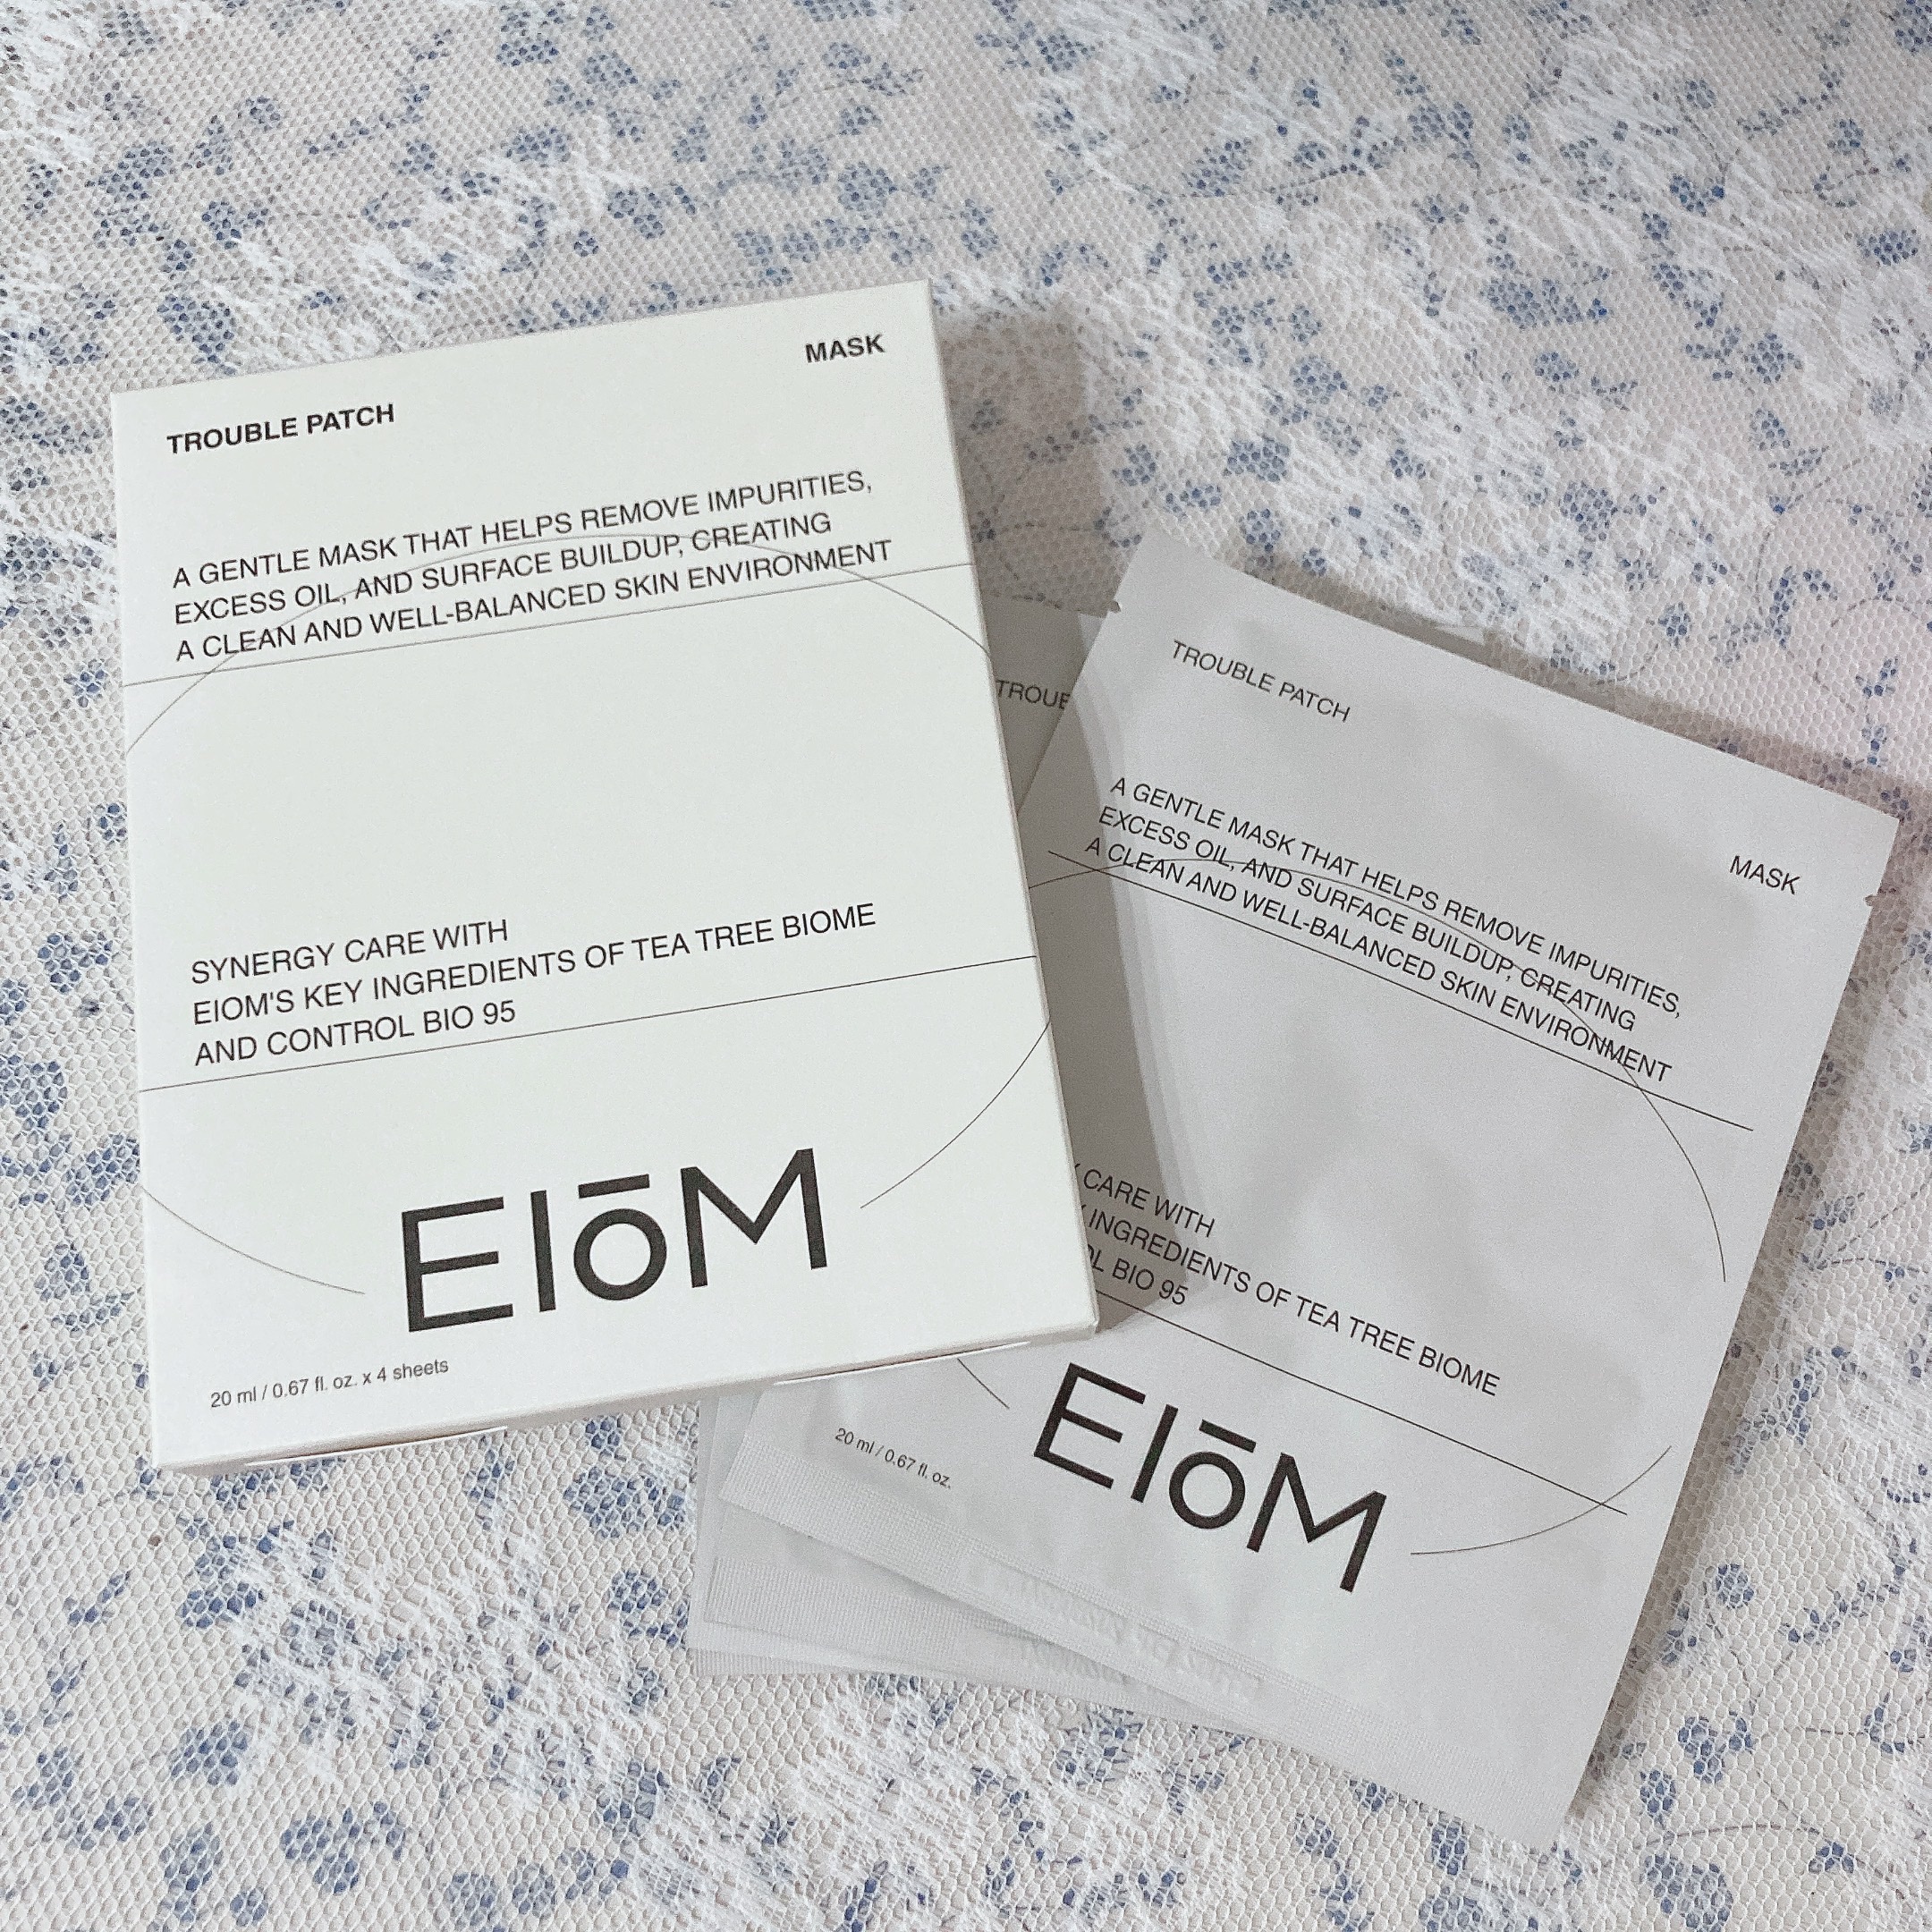 TROUBLE PATCH
MASK
A GENTLE MASK THAT HELPS REMOVE IMPURITIES,
EXCESS OIL, AND SURFACE BUILDUP, CREATING
A CLEAN AND WELL-BALANCED SKIN ENVIRONMENT
SYNERGY CARE WITH
EIOM'S KEY INGREDIENTS OF TEA TREE BIOME
AND CONTROL BIO 95
EIōM
20 ml / 0.67 fl. oz. x 4 sheets
TROUB
TROUBLE PATCH
MASK
A GENTLE MASK THAT HELPS REMOVE IMPURITIES,
EXCESS OIL, AND SURFACE BUILDUP, CREATING
A CLEAN AND WELL-BALANCED SKIN ENVIRONMENT
CARE WITH
INGREDIENTS OF TEA TREE BIOME
OL BIO 95
EIōM
20 ml / 0.67 fl. oz.